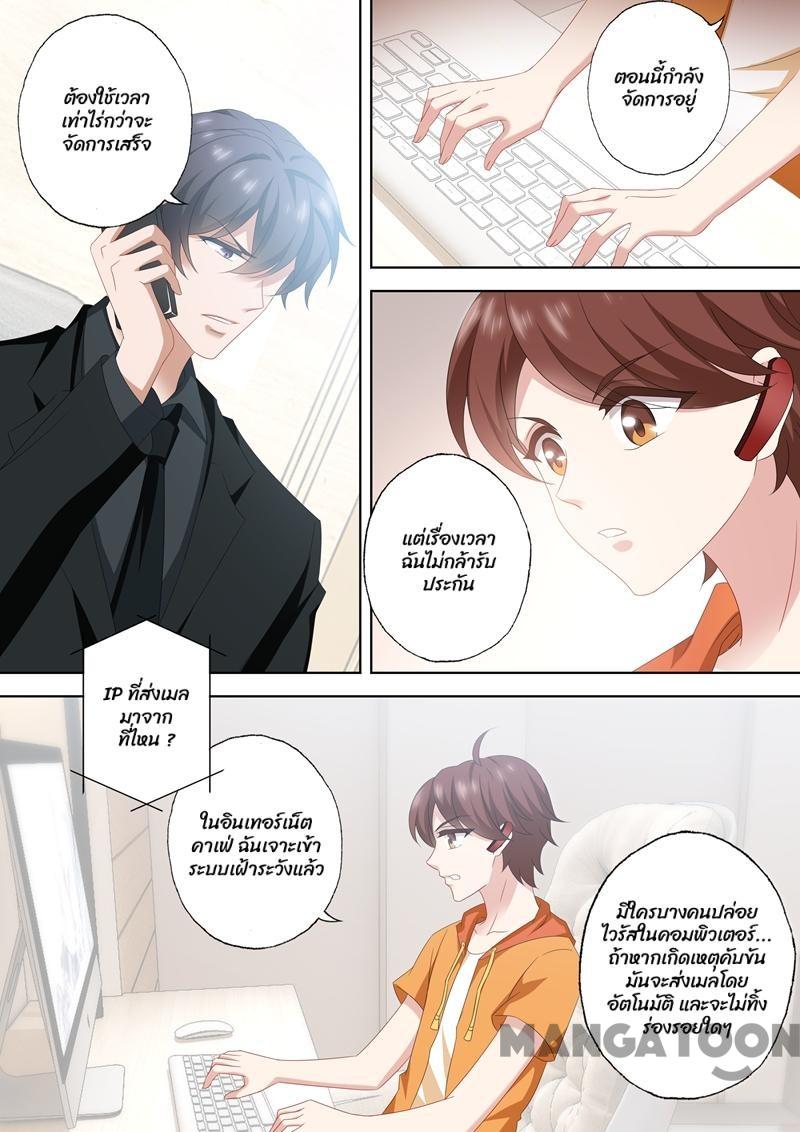 ต้องใช้เวลา
เท่าไร่กว่าจะ
จัดการเสร็จ
ตอนนี้กำลัง
จัดการอยู่
แต่เรื่องเวลา
ฉันไม่กล้ารับ
ประกัน
IP ที่ส่งเมล
มาจาก
ที่ไหน ?
ในอินเทอร์เน็ต
คาเฟ่ ฉันเจาะเข้า
ระบบเฝ้าระวังแล้ว
มีใครบางคนปล่อย
ไวรัสในคอมพิวเตอร์...
ถ้าหากเกิดเหตุคับขัน
มันจะส่งเมลโดย
อัตโนมัติ และจะไม่ทิ้ง
ร่องรอยใดๆ
MANGATOON